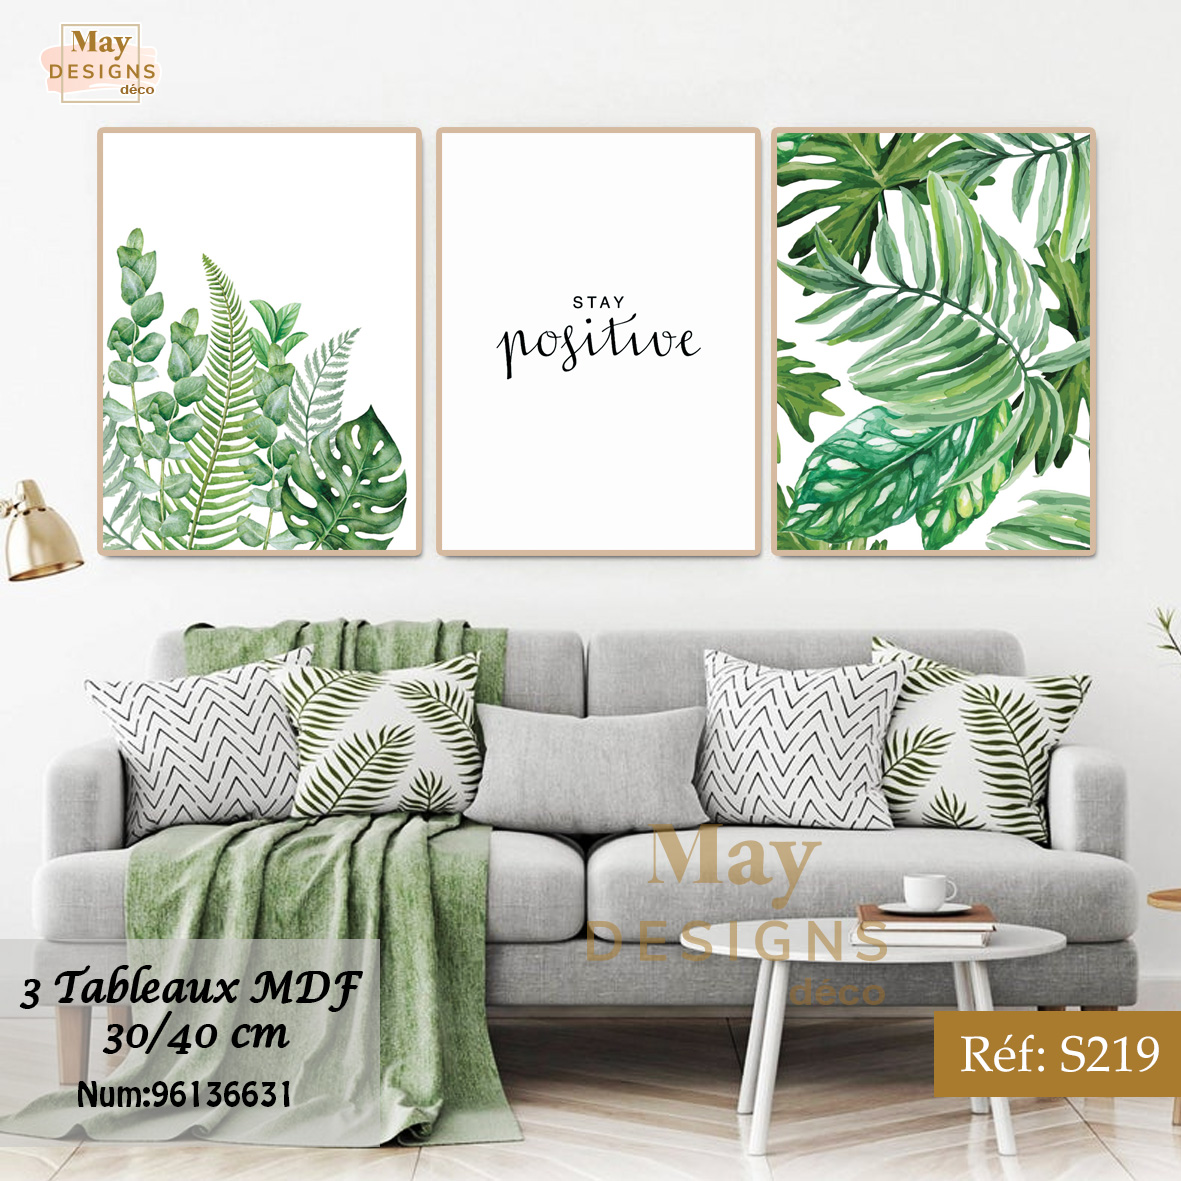 May
DESIGNS
déco
STAY
positive
May
DESIGNS
déco
3 Tableaux MDF
30/40 cm
Num:96136631
Réf: S219